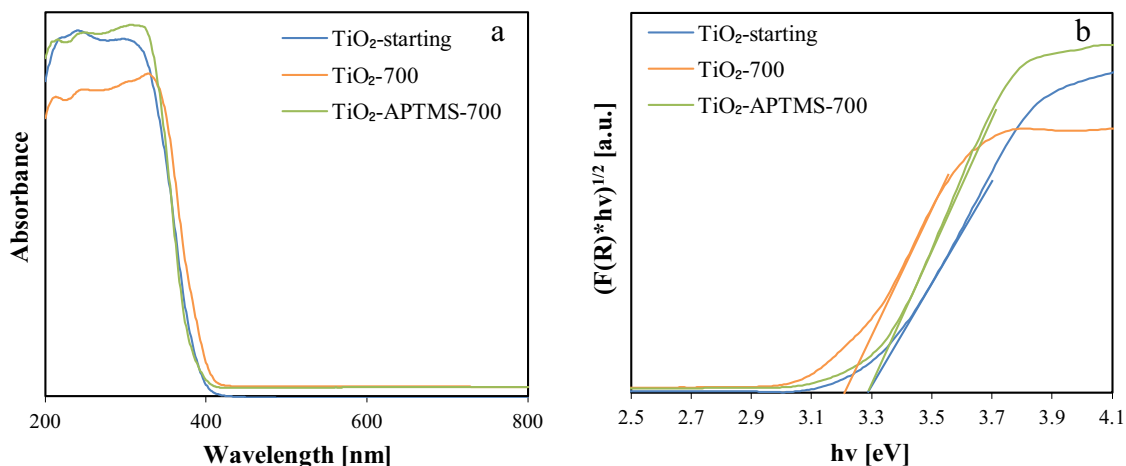 a
TiO₂-starting
TiO₂-700
TiO₂-APTMS-700
Absorbance
200
400
600
800
Wavelength [nm]
b
TiO₂-starting
TiO₂-700
TiO₂-APTMS-700
(F(R)*hν)^1/2 [a.u.]
2.5 2.7 2.9 3.1 3.3 3.5 3.7 3.9 4.1
hν [eV]